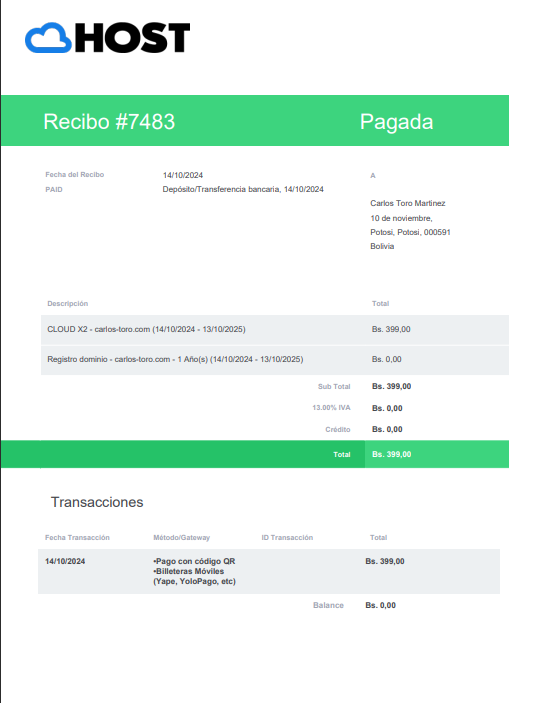 HOST
Recibo #7483 Pagada
Fecha del Recibo 14/10/2024 A
PAID Depósito/Transferencia bancaria, 14/10/2024
Carlos Toro Martinez
10 de noviembre,
Potosi, Potosi, 000591
Bolivia
Descripción Total
CLOUD X2 - carlos-toro.com (14/10/2024 - 13/10/2025) Bs. 399,00
Registro dominio - carlos-toro.com - 1 Año(s) (14/10/2024 - 13/10/2025) Bs. 0,00
Sub Total Bs. 399,00
13.00% IVA Bs. 0,00
Crédito Bs. 0,00
Total Bs. 399,00
Transacciones
Fecha Transacción Método/Gateway ID Transacción Total
14/10/2024 •Pago con código QR Bs. 399,00
•Billeteras Móviles
(Yape, YoloPago, etc)
Balance Bs. 0,00